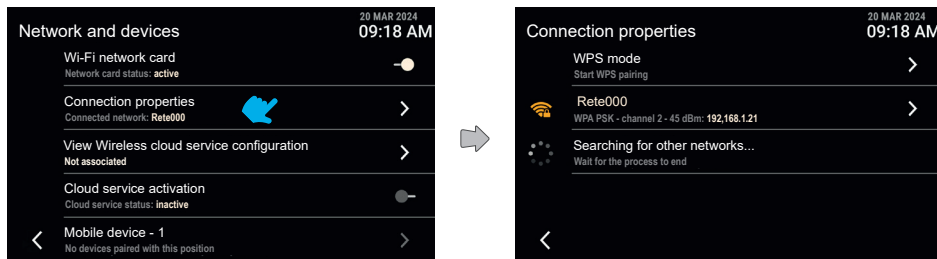 20 MAR 2024
Network and devices 09:18 AM
Wi-Fi network card
Network card status: active
Connection properties
Connected network: Rete000
View Wireless cloud service configuration
Not associated
Cloud service activation
Cloud service status: inactive
Mobile device - 1
No devices paired with this position
20 MAR 2024
Connection properties 09:18 AM
WPS mode
Start WPS pairing
Rete000
WPA PSK - channel 2 - 45 dBm: 192,168.1.21
Searching for other networks...
Wait for the process to end